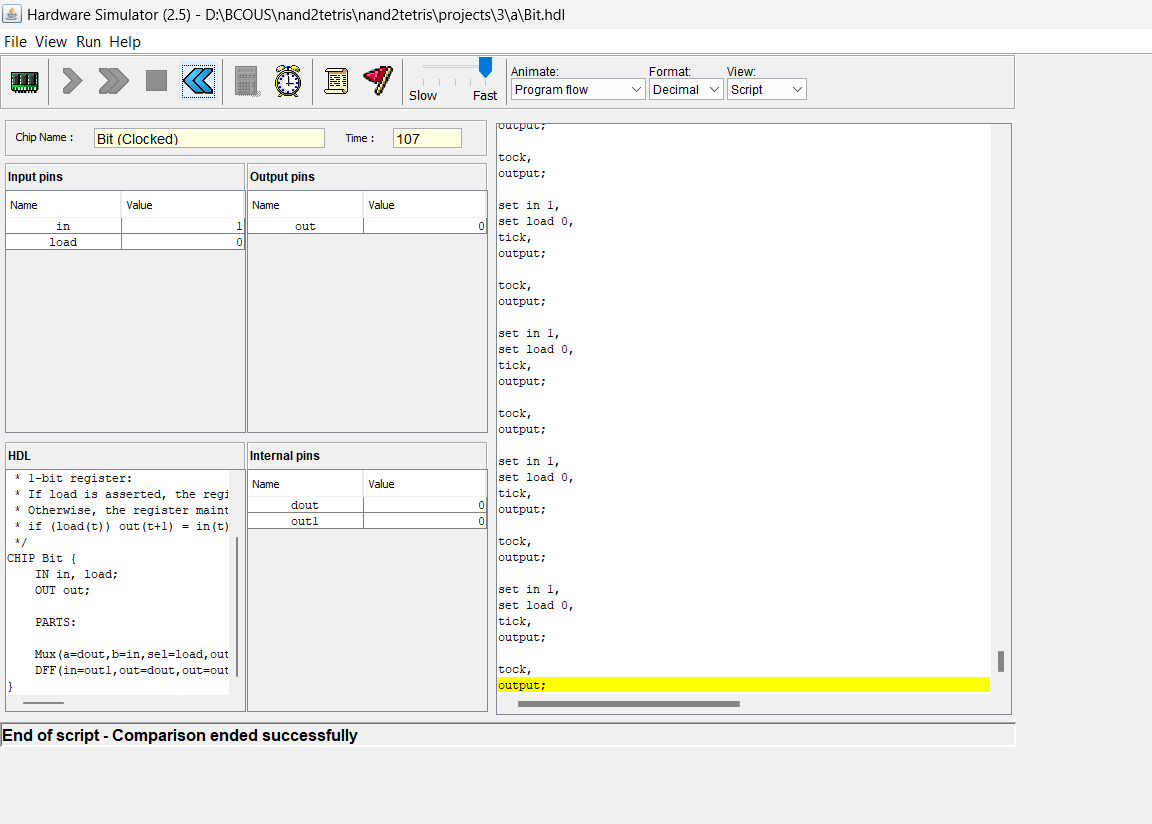 Hardware Simulator (2.5) - D:\BCOUS\nand2tetris\nand2tetris\projects\3\a\Bit.hdl
File View Run Help
Slow Fast
Animate:
Program flow
Format:
Decimal
View:
Script
Chip Name :
Bit (Clocked)
Time :
107
Input pins
Name Value
in 1
load 0
Output pins
Name Value
out 0
HDL
* 1-bit register:
* If load is asserted, the regi
* Otherwise, the register maint
* if (load(t)) out(t+1) = in(t)
*/
CHIP Bit {
IN in, load;
OUT out;
PARTS:
Mux(a=dout,b=in,sel=load,out
DFF(in=out1,out=dout,out=out
}
Internal pins
Name Value
dout 0
out1 0
output;
tock,
output;
set in 1,
set load 0,
tick,
output;
tock,
output;
set in 1,
set load 0,
tick,
output;
tock,
output;
set in 1,
set load 0,
tick,
output;
tock,
output;
set in 1,
set load 0,
tick,
output;
tock,
output;
End of script - Comparison ended successfully